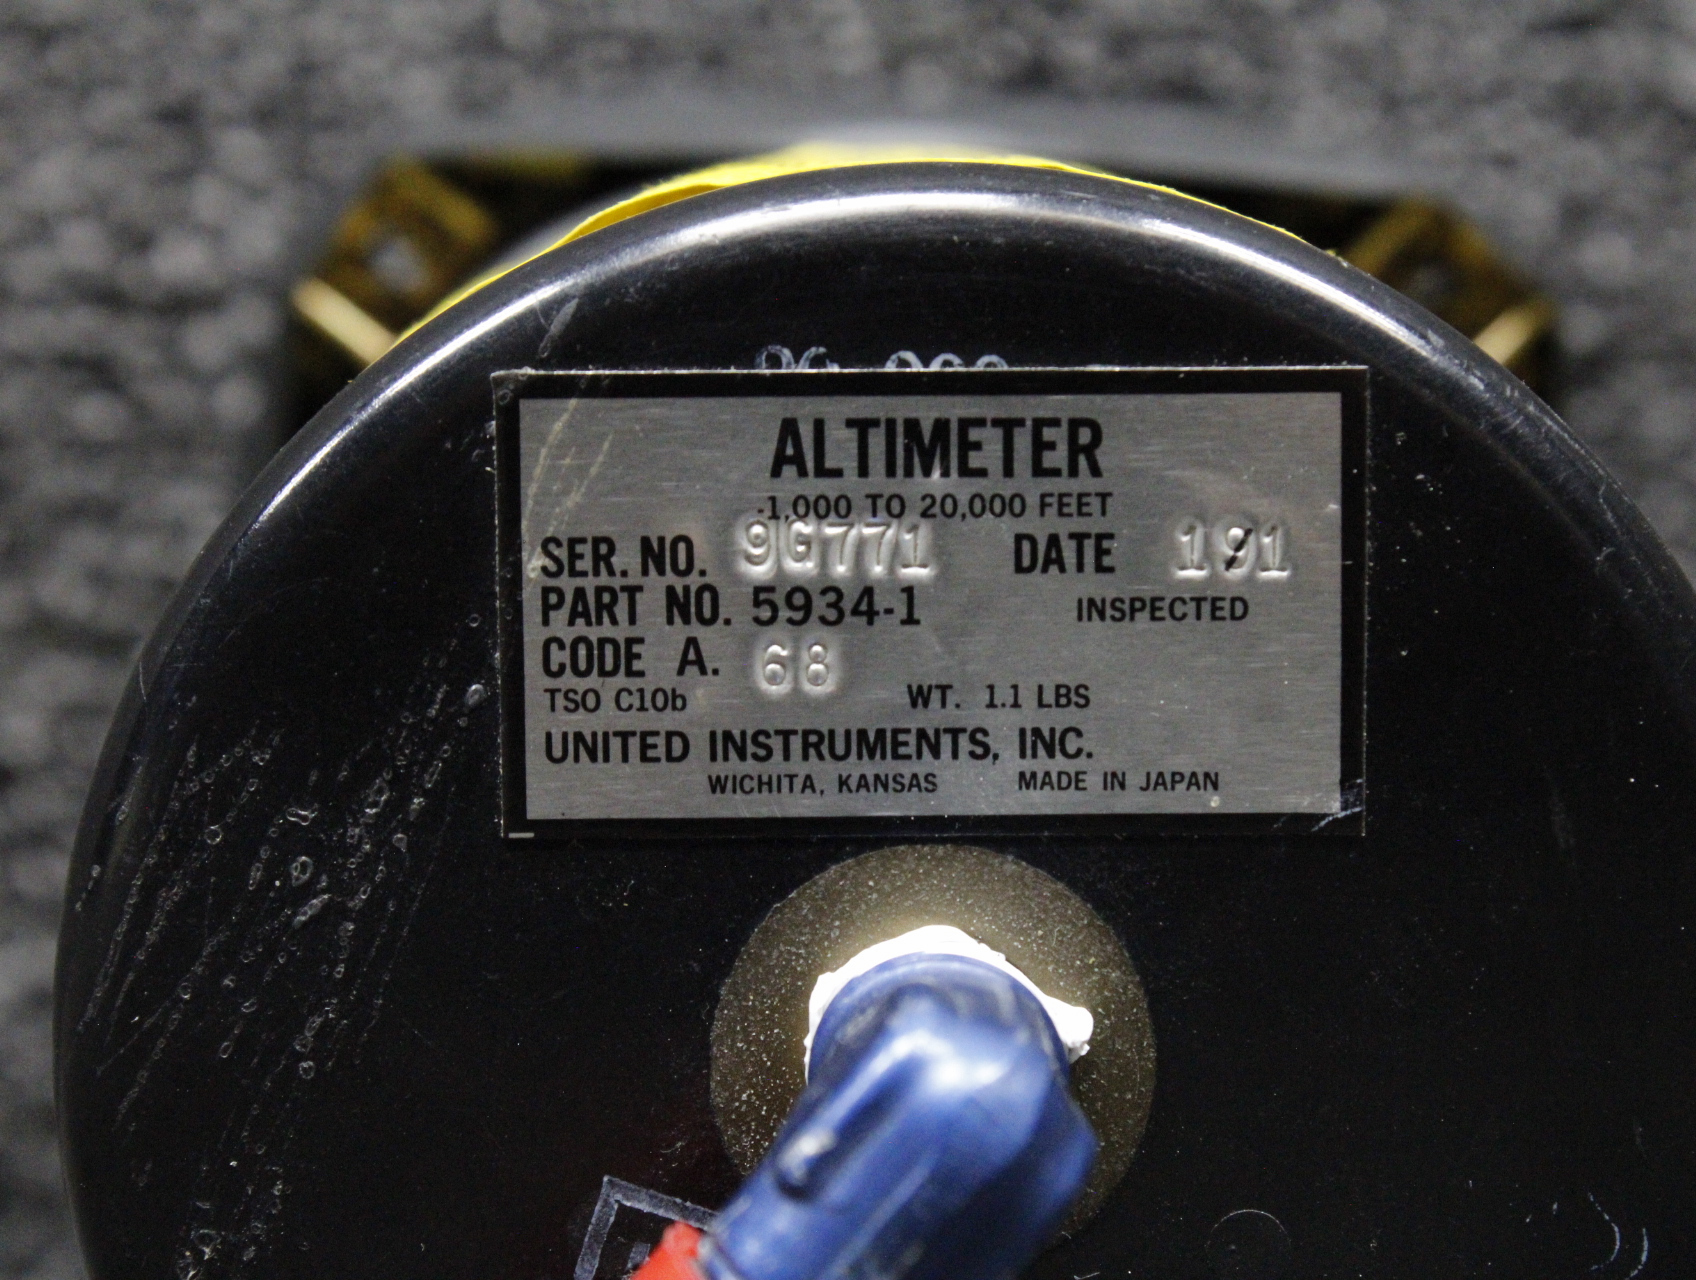 ALTIMETER
-1,000 TO 20,000 FEET
SER. NO. 9G771 DATE 191
PART NO. 5934-1 INSPECTED
CODE A. 68
TSO C10b WT. 1.1 LBS
UNITED INSTRUMENTS, INC.
WICHITA, KANSAS MADE IN JAPAN